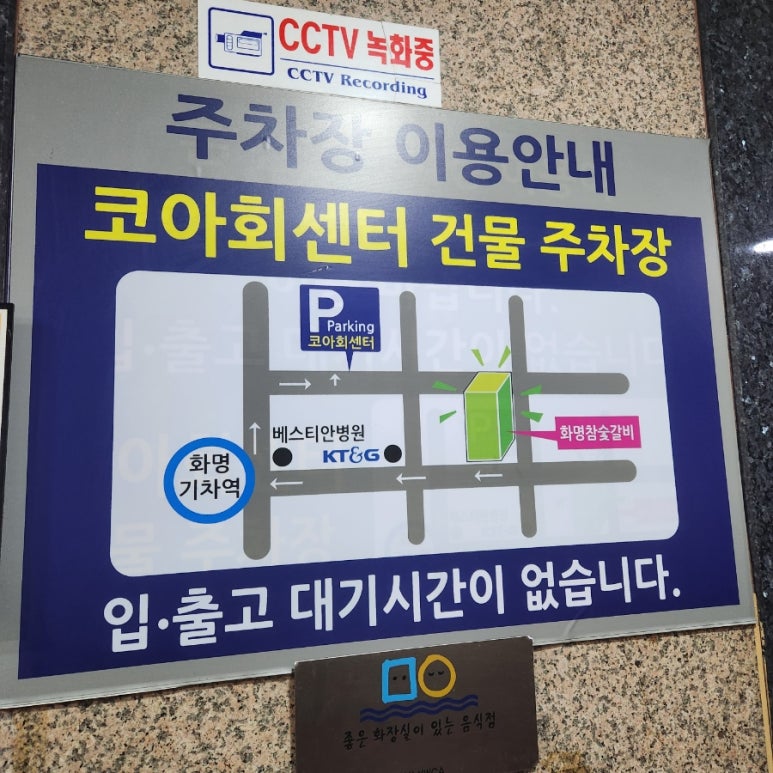 CCTV 녹화중
CCTV Recording
주차장 이용안내
코아회센터 건물 주차장
P
Parking
코아회센터
베스티안병원
KT&G
화명참숯갈비
화명
기차역
입·출고 대기시간이 없습니다.
좋은 화장실이 있는 음식점